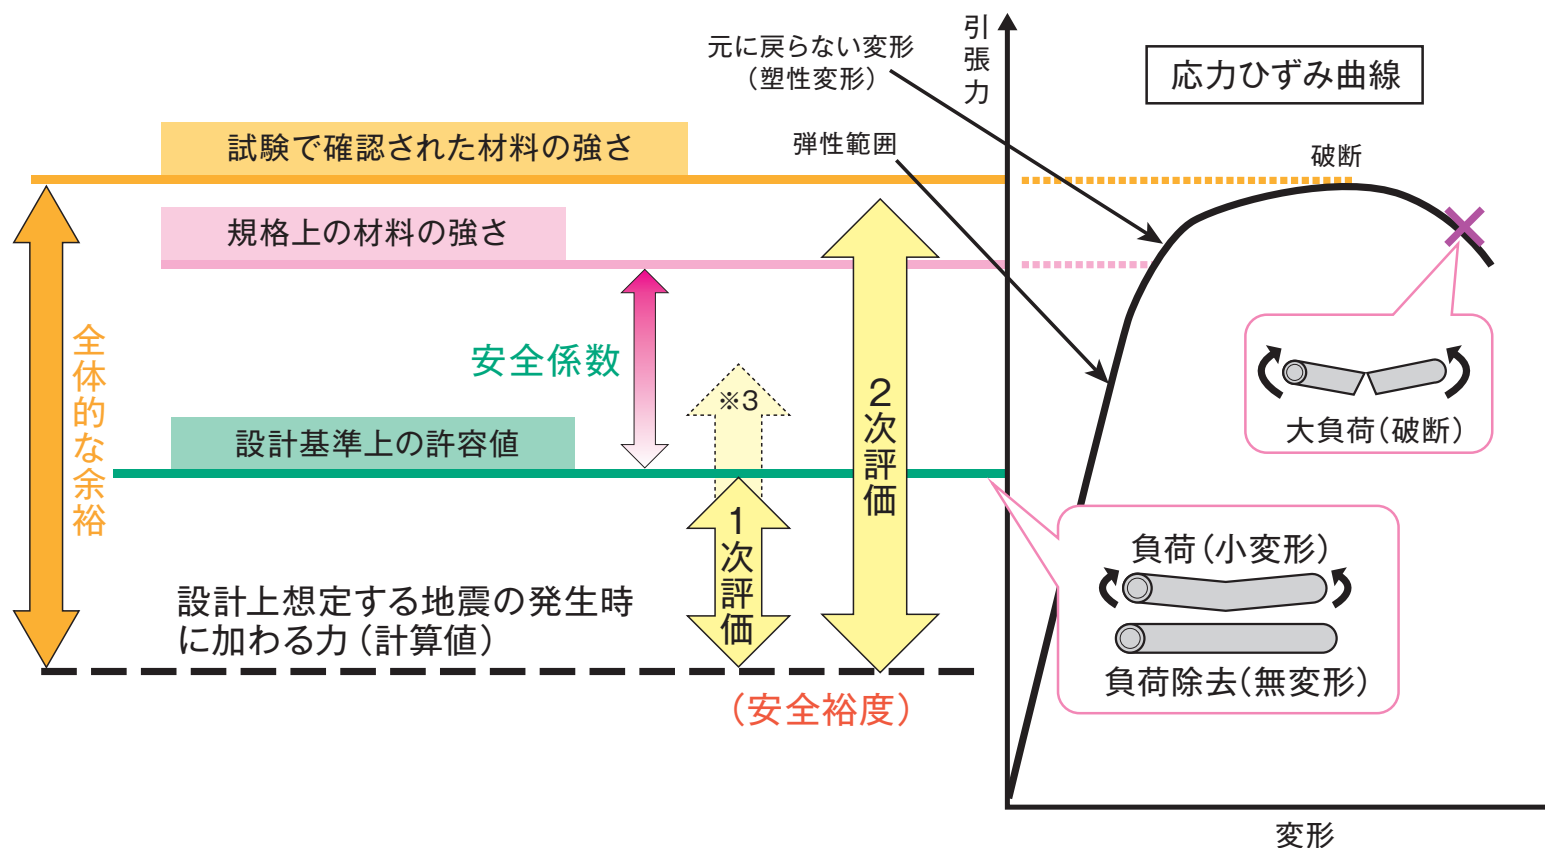 元に戻らない変形
（塑性変形）
弾性範囲
引張力
応力ひずみ曲線
破断
試験で確認された材料の強さ
規格上の材料の強さ
安全係数
設計基準上の許容値
全体的な余裕
※3
1次評価
2次評価
設計上想定する地震の発生時
に加わる力（計算値）
（安全裕度）
大負荷（破断）
負荷（小変形）
負荷除去（無変形）
変形